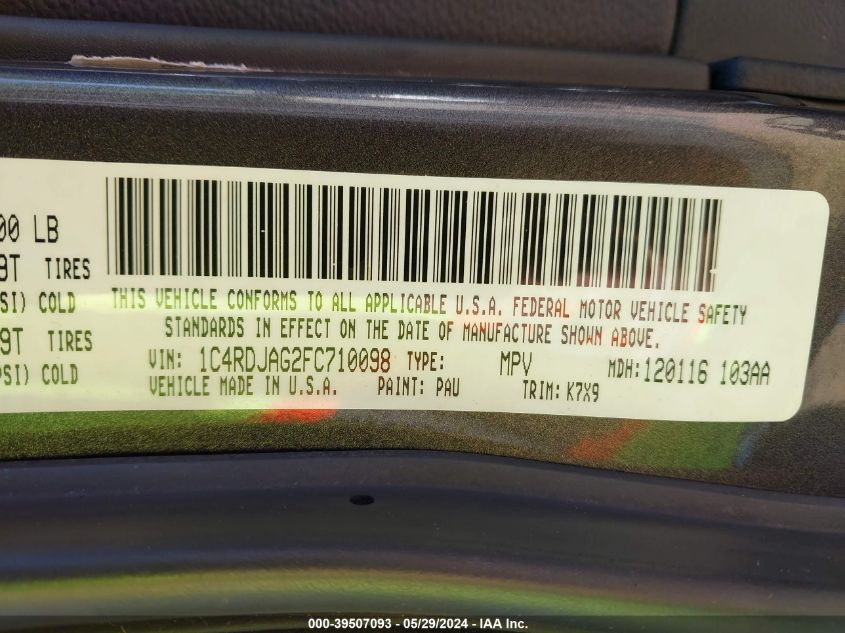 00 LB
9T TIRES
SI) COLD
9T TIRES
PSI) COLD
THIS VEHICLE CONFORMS TO ALL APPLICABLE U.S.A. FEDERAL MOTOR VEHICLE SAFETY
STANDARDS IN EFFECT ON THE DATE OF MANUFACTURE SHOWN ABOVE.
VIN: 1C4RDJAG2FC710098 TYPE: MPV MDH:120116 103AA
VEHICLE MADE IN U.S.A. PAINT: PAU TRIM: K7X9
000-39507093 - 05/29/2024 - IAA Inc.